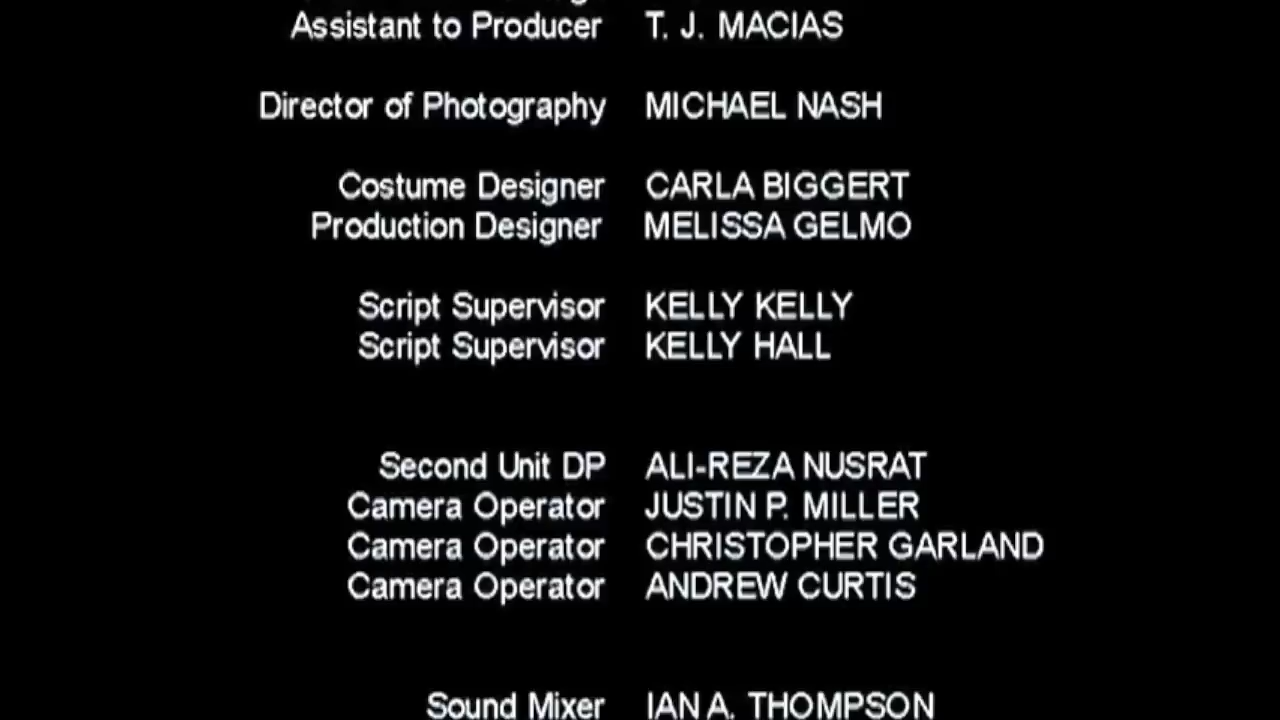 Assistant to Producer T. J. MACIAS
Director of Photography MICHAEL NASH
Costume Designer CARLA BIGGERT
Production Designer MELISSA GELMO
Script Supervisor KELLY KELLY
Script Supervisor KELLY HALL
Second Unit DP ALI-REZA NUSRAT
Camera Operator JUSTIN P. MILLER
Camera Operator CHRISTOPHER GARLAND
Camera Operator ANDREW CURTIS
Sound Mixer IAN A. THOMPSON